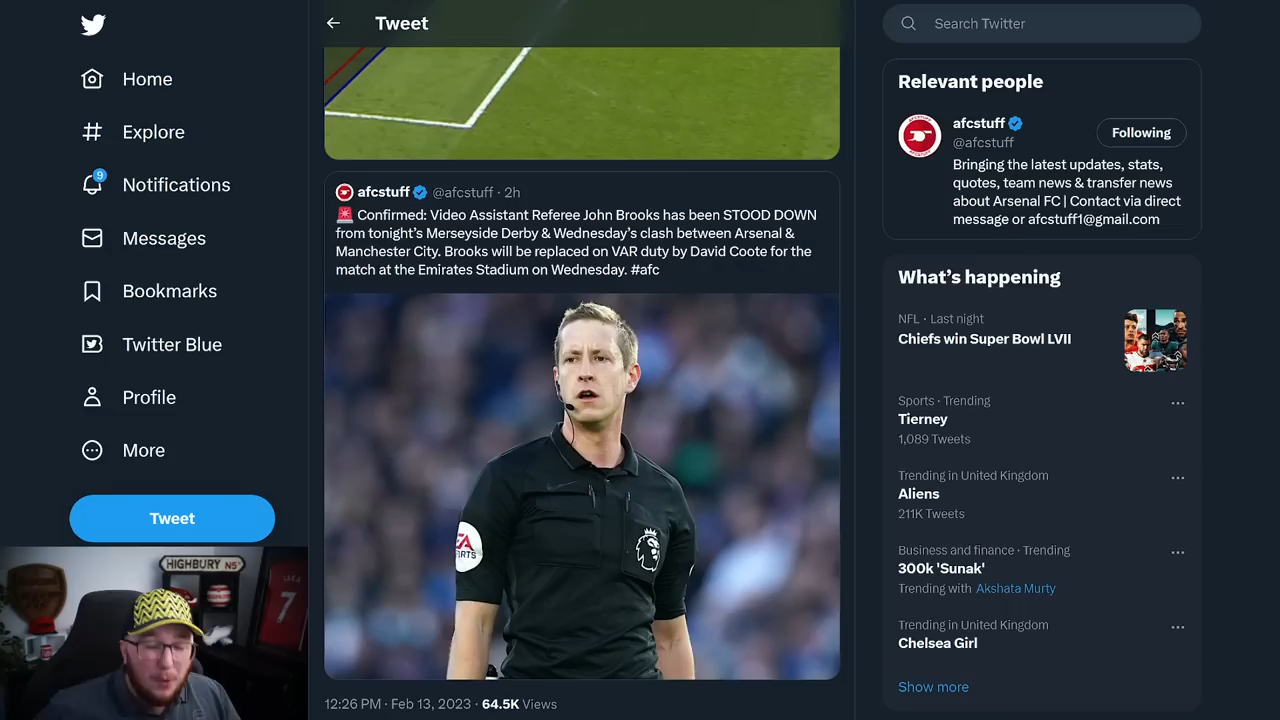 Home
Explore
9
Notifications
Messages
Bookmarks
Twitter Blue
Profile
More
Tweet
HIGHBURY N5
SAKA
7
Tweet
afcstuff @afcstuff · 2h
🚨 Confirmed: Video Assistant Referee John Brooks has been STOOD DOWN
from tonight's Merseyside Derby & Wednesday's clash between Arsenal &
Manchester City. Brooks will be replaced on VAR duty by David Coote for the
match at the Emirates Stadium on Wednesday. #afc
12:26 PM · Feb 13, 2023 · 64.5K Views
Search Twitter
Relevant people
afcstuff
@afcstuff
Following
Bringing the latest updates, stats,
quotes, team news & transfer news
about Arsenal FC | Contact via direct
message or afcstuff1@gmail.com
What's happening
NFL · Last night
Chiefs win Super Bowl LVII
Sports · Trending
Tierney
1,089 Tweets
Trending in United Kingdom
Aliens
211K Tweets
Business and finance · Trending
300k 'Sunak'
Trending with Akshata Murty
Trending in United Kingdom
Chelsea Girl
Show more